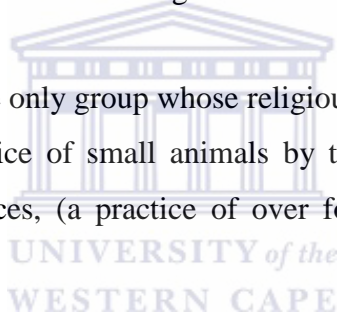 only group whose religiou
ice of small animals by t
ces, (a practice of over fo
UNIVERSITY of the
WESTERN CAPE